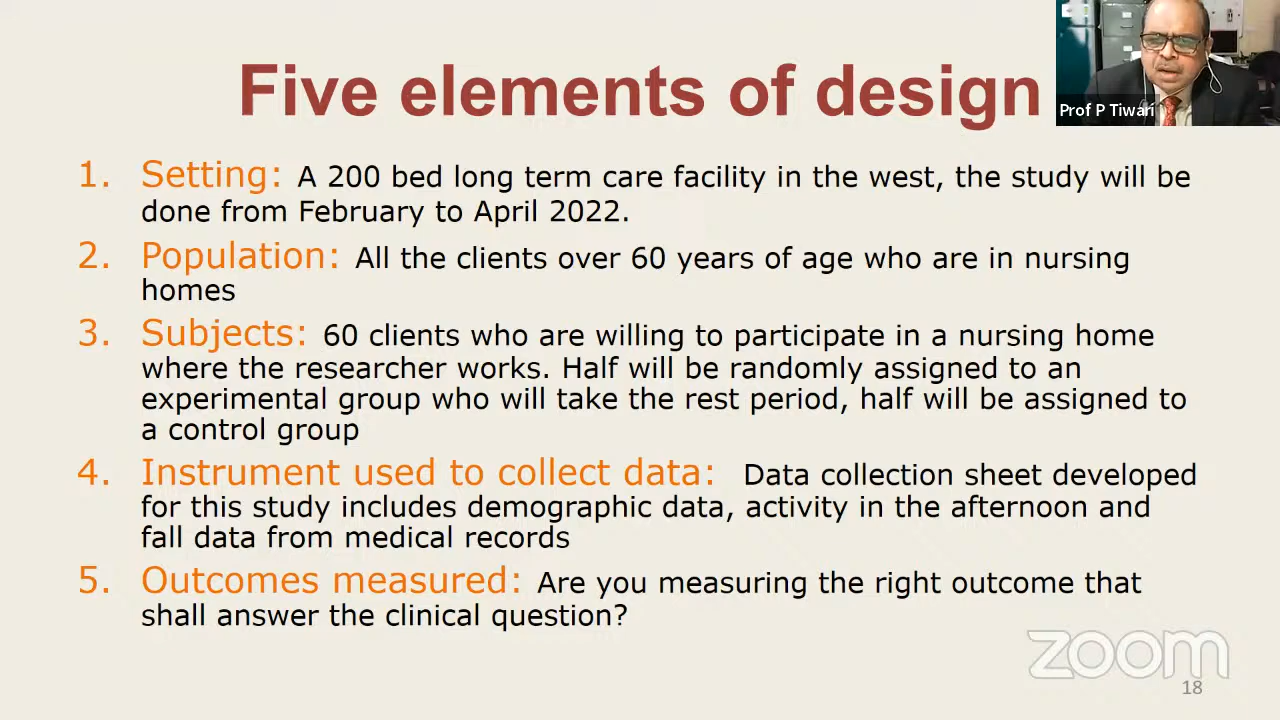 Five elements of design
Prof P Tiwari
1. Setting: A 200 bed long term care facility in the west, the study will be
done from February to April 2022.
2. Population: All the clients over 60 years of age who are in nursing
homes
3. Subjects: 60 clients who are willing to participate in a nursing home
where the researcher works. Half will be randomly assigned to an
experimental group who will take the rest period, half will be assigned to
a control group
4. Instrument used to collect data: Data collection sheet developed
for this study includes demographic data, activity in the afternoon and
fall data from medical records
5. Outcomes measured: Are you measuring the right outcome that
shall answer the clinical question?
zoom
18